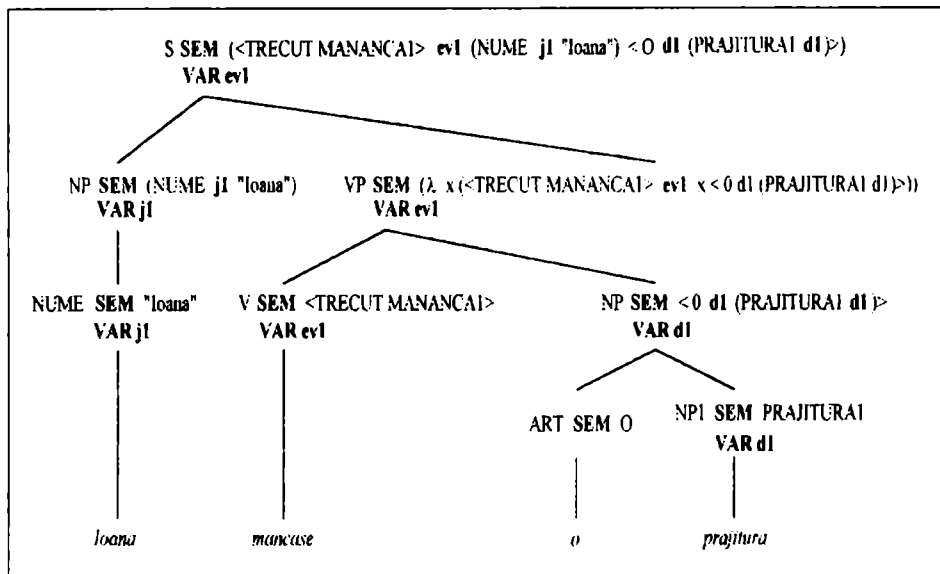 S SEM (<TRECUT MANANCA1> ev1 (NUME j1 "Ioana") <O d1 (PRAJITURA1 d1)>)
VAR ev1
NP SEM (NUME j1 "Ioana") VP SEM (λ x (<TRECUT MANANCA1> ev1 x <0 d1 (PRAJITURA1 d1)>))
VAR j1 VAR ev1
NUME SEM "Ioana" V SEM <TRECUT MANANCA1> NP SEM <0 d1 (PRAJITURA1 d1)>
VAR j1 VAR ev1 VAR d1
ART SEM O NP1 SEM PRAJITURA1
VAR d1
Ioana mancase o prajitura